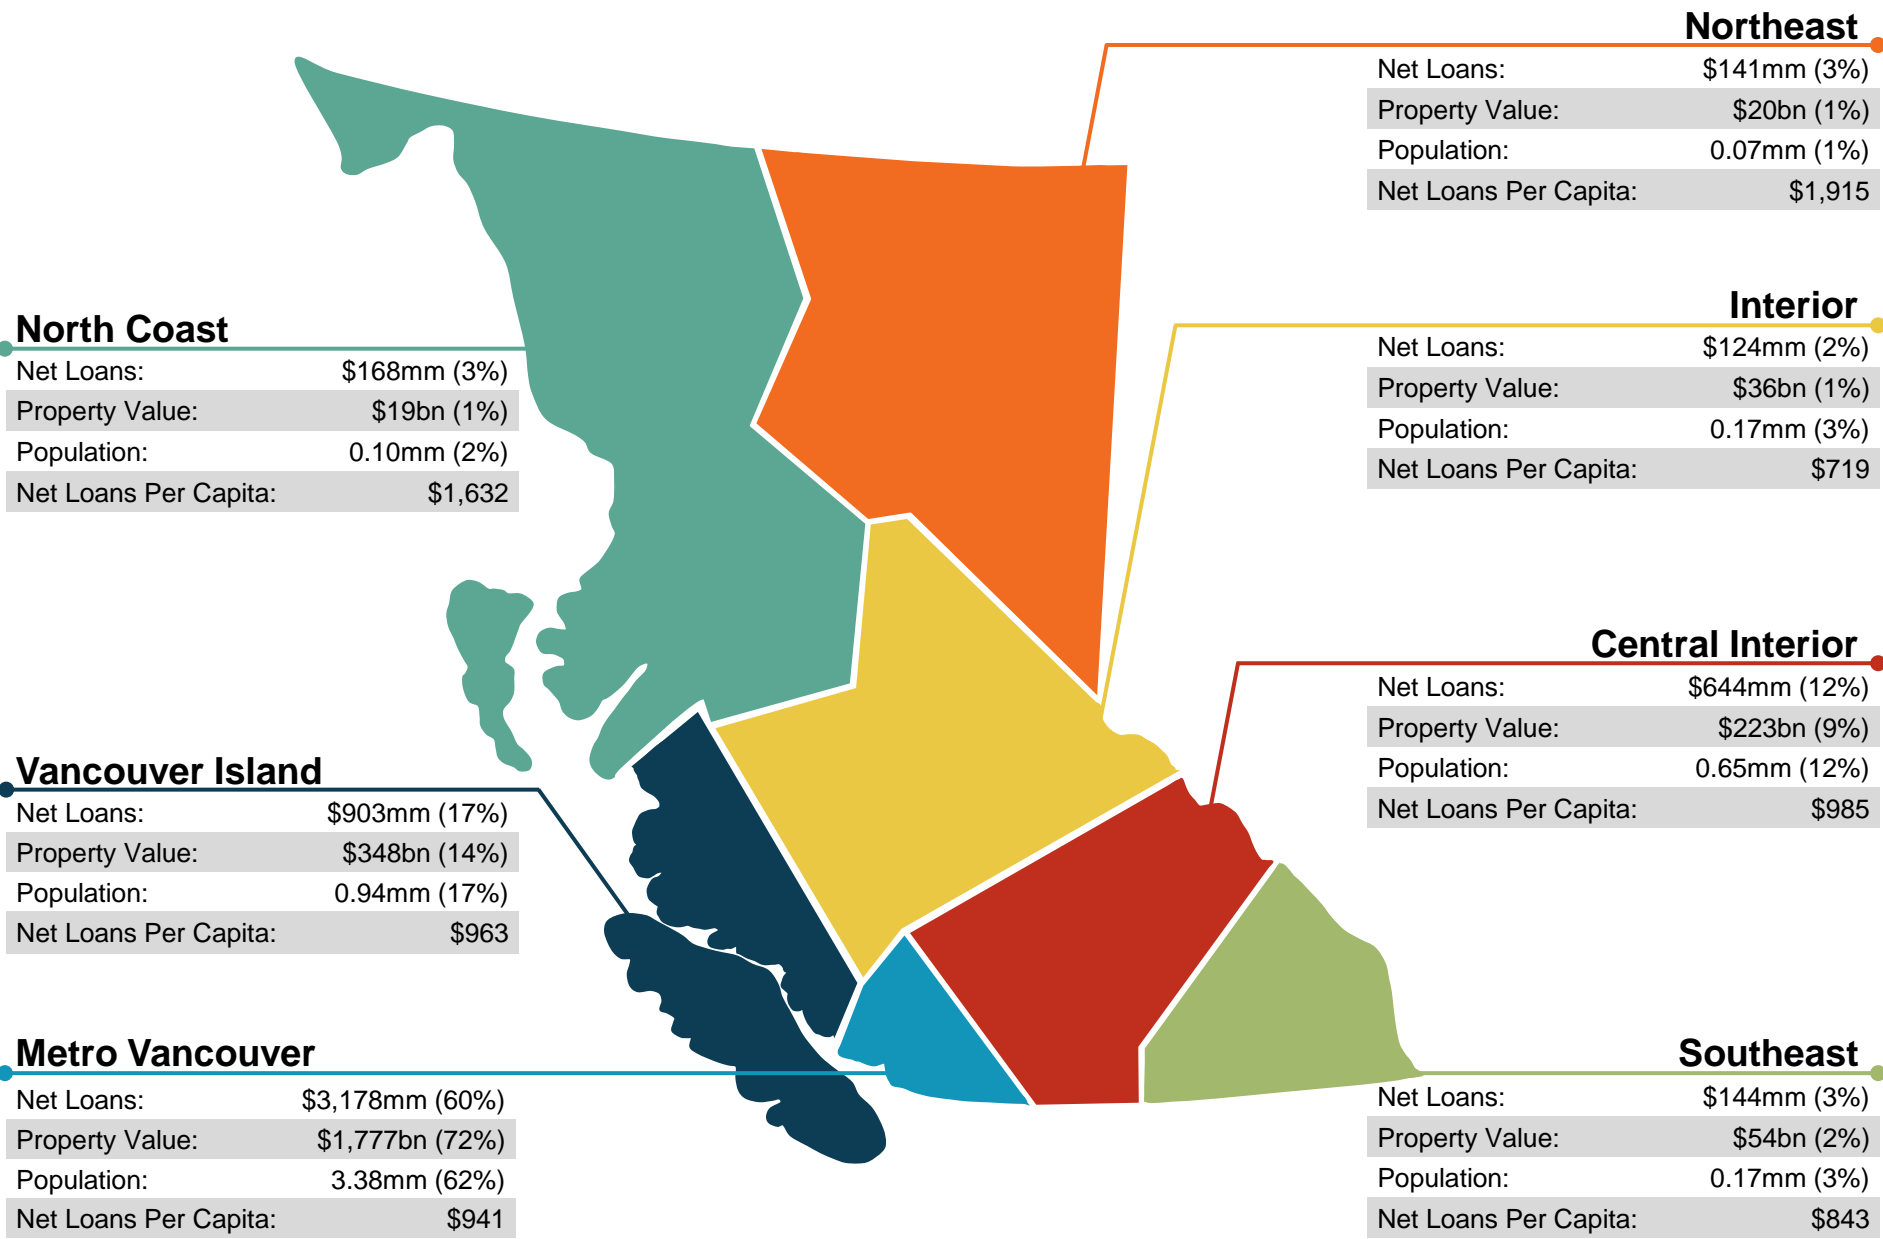 Northeast
Net Loans: $141mm (3%)
Property Value: $20bn (1%)
Population: 0.07mm (1%)
Net Loans Per Capita: $1,915
North Coast
Net Loans: $168mm (3%)
Property Value: $19bn (1%)
Population: 0.10mm (2%)
Net Loans Per Capita: $1,632
Interior
Net Loans: $124mm (2%)
Property Value: $36bn (1%)
Population: 0.17mm (3%)
Net Loans Per Capita: $719
Central Interior
Net Loans: $644mm (12%)
Property Value: $223bn (9%)
Population: 0.65mm (12%)
Net Loans Per Capita: $985
Vancouver Island
Net Loans: $903mm (17%)
Property Value: $348bn (14%)
Population: 0.94mm (17%)
Net Loans Per Capita: $963
Metro Vancouver
Net Loans: $3,178mm (60%)
Property Value: $1,777bn (72%)
Population: 3.38mm (62%)
Net Loans Per Capita: $941
Southeast
Net Loans: $144mm (3%)
Property Value: $54bn (2%)
Population: 0.17mm (3%)
Net Loans Per Capita: $843